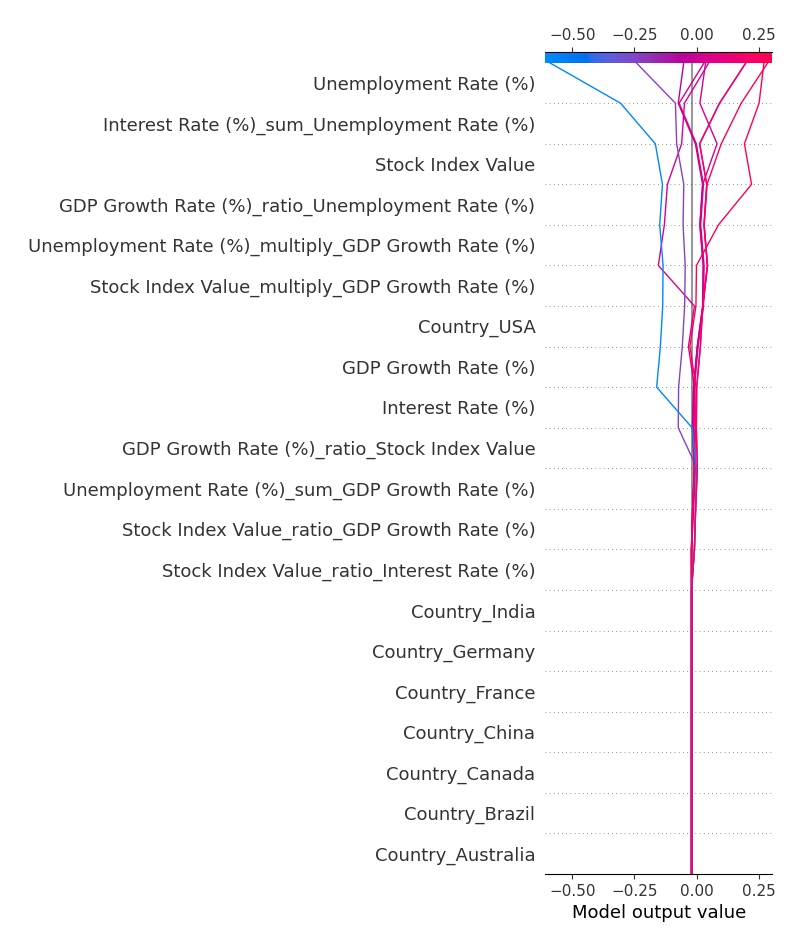 −0.50 −0.25 0.00 0.25
Unemployment Rate (%)
Interest Rate (%)_sum_Unemployment Rate (%)
Stock Index Value
GDP Growth Rate (%)_ratio_Unemployment Rate (%)
Unemployment Rate (%)_multiply_GDP Growth Rate (%)
Stock Index Value_multiply_GDP Growth Rate (%)
Country_USA
GDP Growth Rate (%)
Interest Rate (%)
GDP Growth Rate (%)_ratio_Stock Index Value
Unemployment Rate (%)_sum_GDP Growth Rate (%)
Stock Index Value_ratio_GDP Growth Rate (%)
Stock Index Value_ratio_Interest Rate (%)
Country_India
Country_Germany
Country_France
Country_China
Country_Canada
Country_Brazil
Country_Australia
−0.50 −0.25 0.00 0.25
Model output value